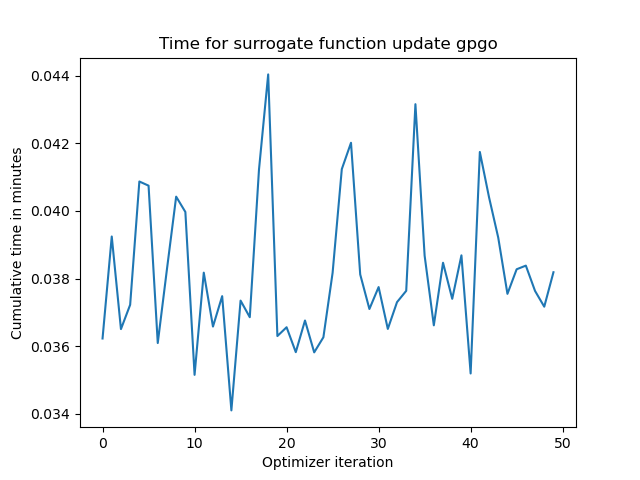 Time for surrogate function update gpgo
0.044
0.042
0.040
0.038
0.036
0.034
Cumulative time in minutes
0 10 20 30 40 50
Optimizer iteration